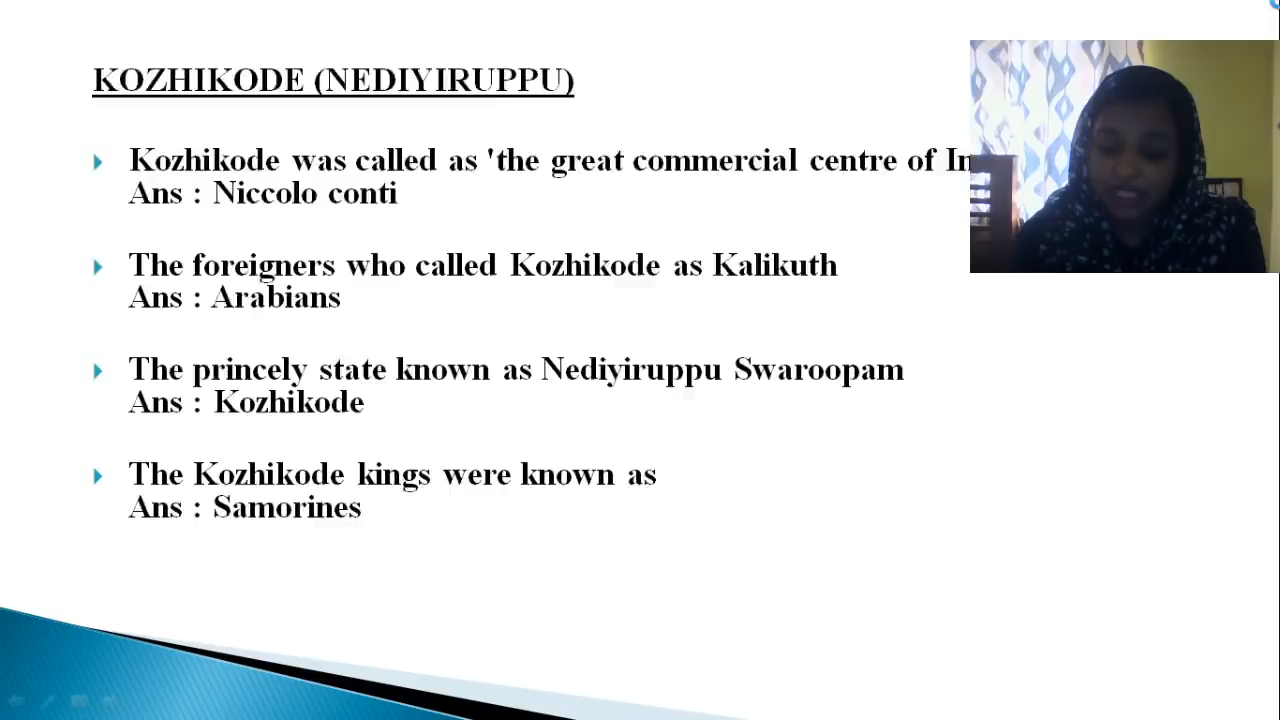 KOZHIKODE (NEDIYIRUPPU)
Kozhikode was called as 'the great commercial centre of
Ans : Niccolo conti
The foreigners who called Kozhikode as Kalikuth
Ans : Arabians
The princely state known as Nediyiruppu Swaroopam
Ans : Kozhikode
The Kozhikode kings were known as
Ans : Samorines